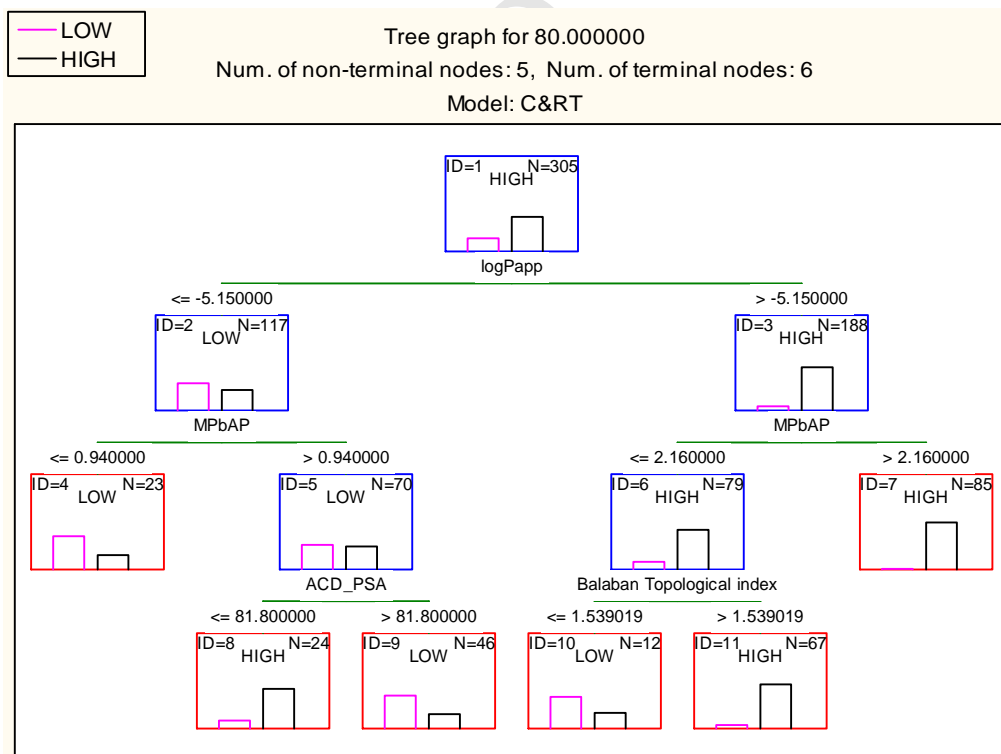 LOW
HIGH
Tree graph for 80.000000
Num. of non-terminal nodes: 5, Num. of terminal nodes: 6
Model: C&RT
ID=1 N=305
HIGH
logPapp
<= -5.150000 > -5.150000
ID=2 N=117 ID=3 N=188
LOW HIGH
MPbAP MPbAP
<= 0.940000 > 0.940000 <= 2.160000 > 2.160000
ID=4 N=23 ID=5 N=70 ID=6 N=79 ID=7 N=85
LOW LOW HIGH HIGH
ACD_PSA Balaban Topological index
<= 81.800000 > 81.800000 <= 1.539019 > 1.539019
ID=8 N=24 ID=9 N=46 ID=10 N=12 ID=11 N=67
HIGH LOW LOW HIGH